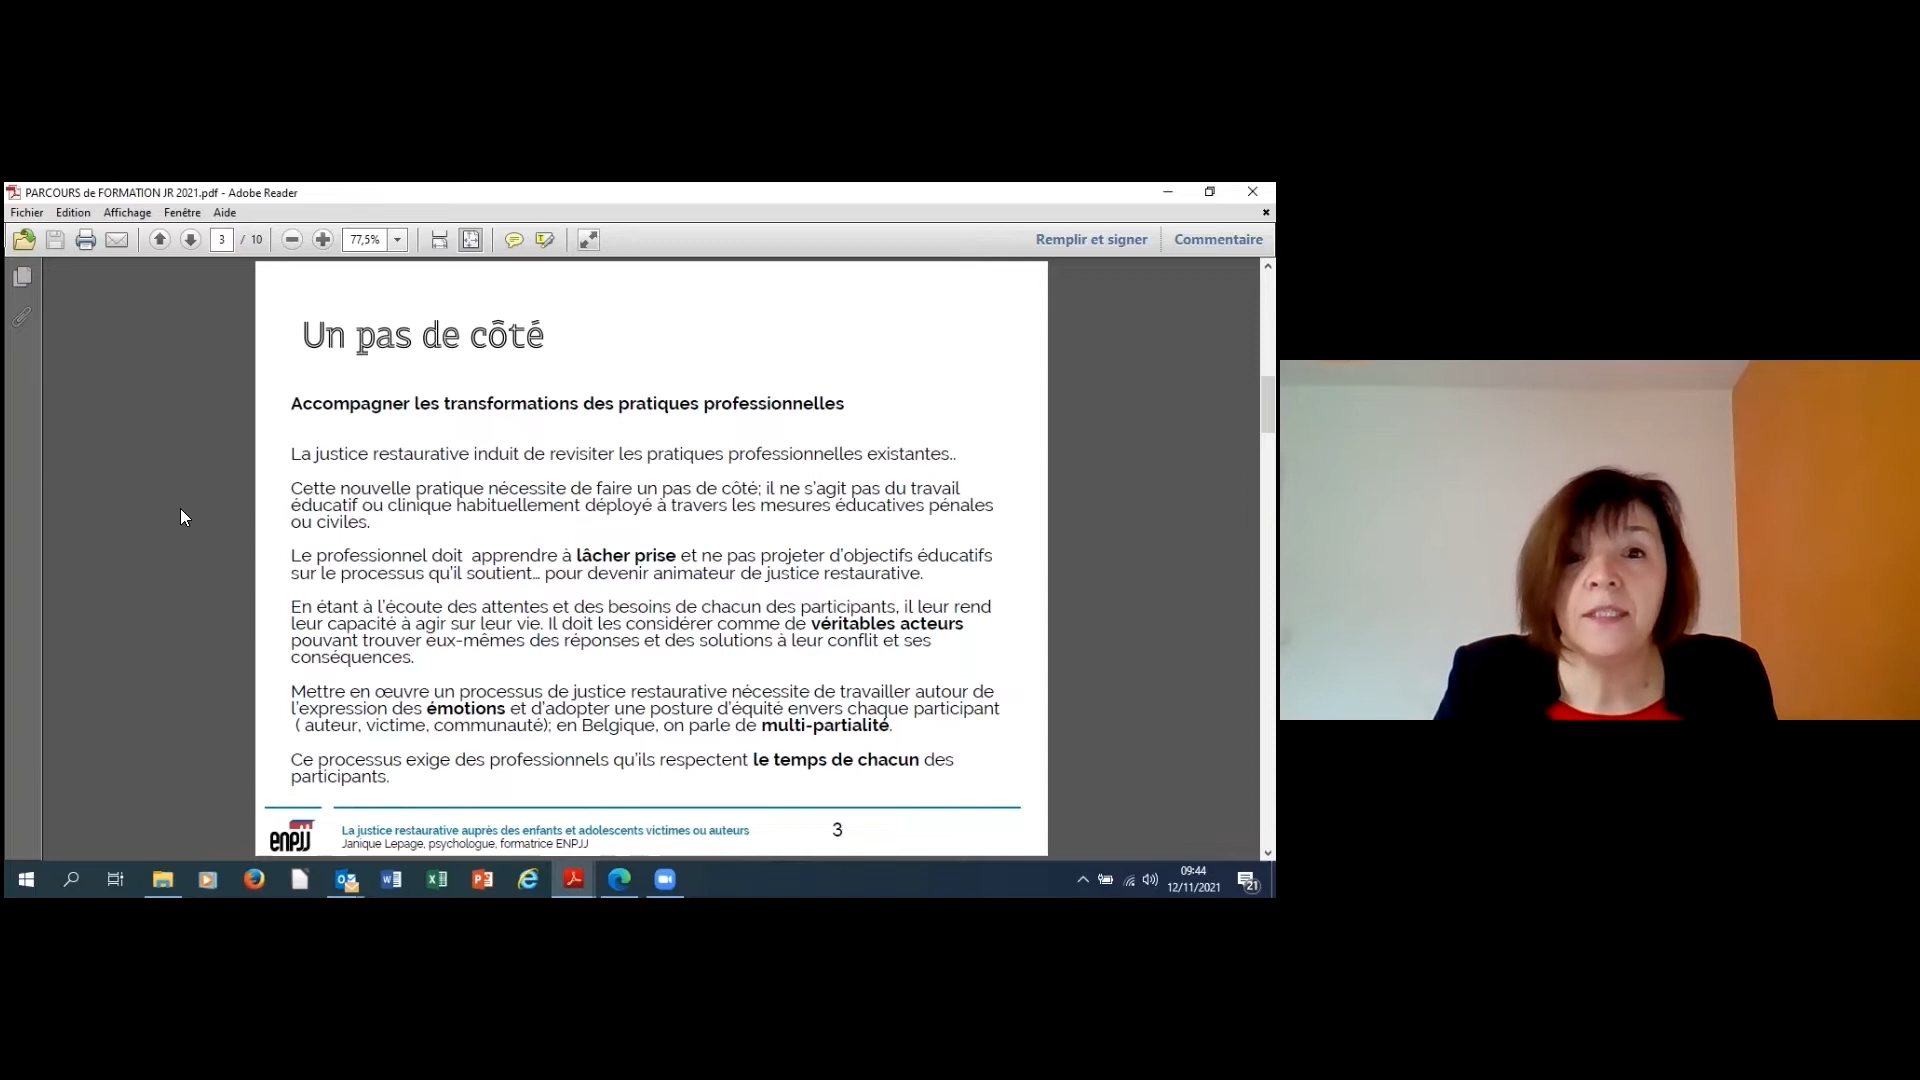 PARCOURS de FORMATION JR 2021.pdf - Adobe Reader
Fichier Edition Affichage Fenêtre Aide
3 / 10 77,5% Remplir et signer Commentaire
Un pas de côté
Accompagner les transformations des pratiques professionnelles
La justice restaurative induit de revisiter les pratiques professionnelles existantes..
Cette nouvelle pratique nécessite de faire un pas de côté; il ne s'agit pas du travail
éducatif ou clinique habituellement déployé à travers les mesures éducatives pénales
ou civiles.
Le professionnel doit apprendre à lâcher prise et ne pas projeter d'objectifs éducatifs
sur le processus qu'il soutient... pour devenir animateur de justice restaurative.
En étant à l'écoute des attentes et des besoins de chacun des participants, il leur rend
leur capacité à agir sur leur vie. Il doit les considérer comme de véritables acteurs
pouvant trouver eux-mêmes des réponses et des solutions à leur conflit et ses
conséquences.
Mettre en œuvre un processus de justice restaurative nécessite de travailler autour de
l'expression des émotions et d'adopter une posture d'équité envers chaque participant
( auteur, victime, communauté); en Belgique, on parle de multi-partialité.
Ce processus exige des professionnels qu'ils respectent le temps de chacun des
participants.
enpjj
La justice restaurative auprès des enfants et adolescents victimes ou auteurs
Janique Lepage, psychologue, formatrice ENPJJ
3
09:44
12/11/2021
21